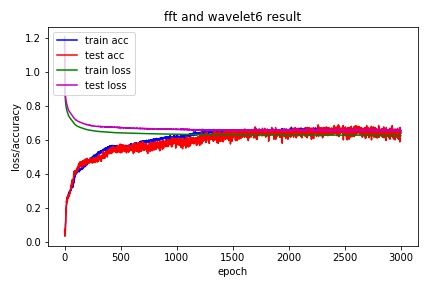 fft and wavelet6 result
train acc
test acc
train loss
test loss
loss/accuracy
1.2
1.0
0.8
0.6
0.4
0.2
0.0
0 500 1000 1500 2000 2500 3000
epoch